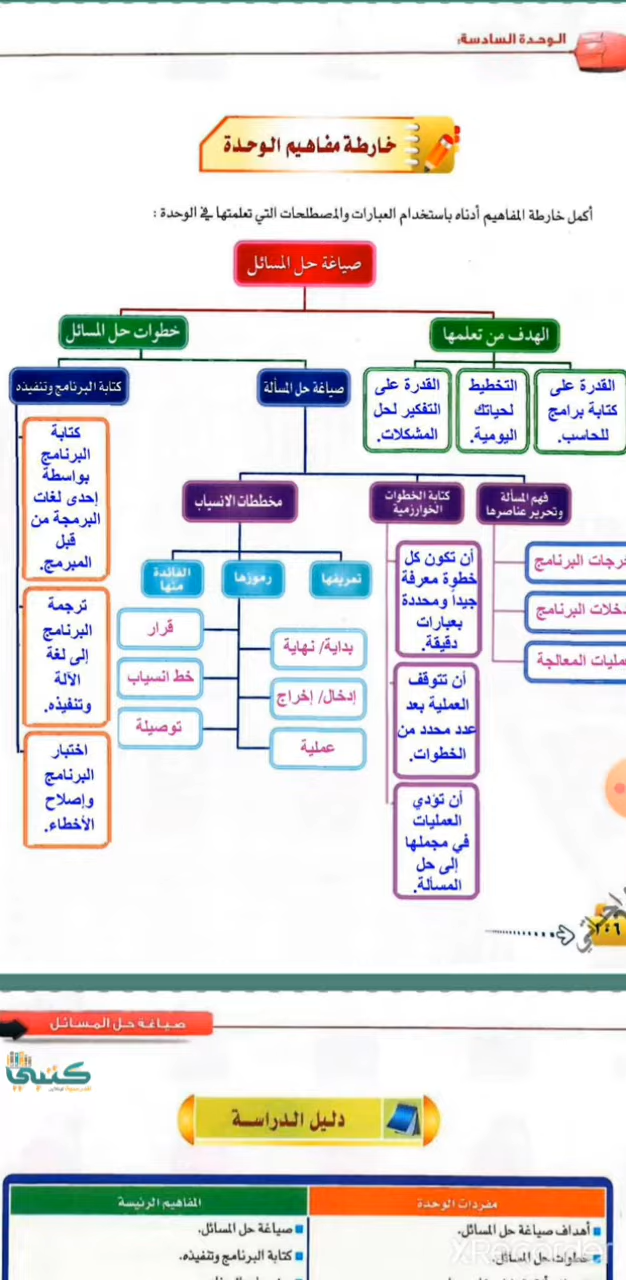 الوحدة السادسة:
خارطة مفاهيم الوحدة
أكمل خارطة المفاهيم أدناه باستخدام العبارات والمصطلحات التي تعلمتها في الوحدة :
صياغة حل المسائل
الهدف من تعلمها
خطوات حل المسائل
القدرة على
كتابة برامج
للحاسب.
التخطيط
لحياتك
اليومية.
القدرة على
التفكير لحل
المشكلات.
صياغة حل المسألة
كتابة البرنامج وتنفيذه
فهم المسألة
وتحرير عناصرها
كتابة الخطوات
الخوارزمية
مخططات الانسياب
خرجات البرنامج
دخلات البرنامج
عمليات المعالجة
أن تكون كل
خطوة معرفة
جيداً ومحددة
بعبارات
دقيقة.
أن تتوقف
العملية بعد
عدد محدد من
الخطوات.
أن تؤدي
العمليات
في مجملها
إلى حل
المسألة.
تعريفها
رموزها
الفائدة
منها
بداية/ نهاية
إدخال/ إخراج
عملية
قرار
خط انسياب
توصيلة
كتابة
البرنامج
بواسطة
إحدى لغات
البرمجة من
قبل
المبرمج.
ترجمة
البرنامج
إلى لغة
الآلة
وتنفيذه.
اختبار
البرنامج
وإصلاح
الأخطاء.
صياغة حل المسائل
كتبي
دليل الدراسة
مفردات الوحدة
المفاهيم الرئيسة
أهداف صياغة حل المسائل.
صياغة حل المسائل.
خطوات حل المسائل.
كتابة البرنامج وتنفيذه.
XRecorder